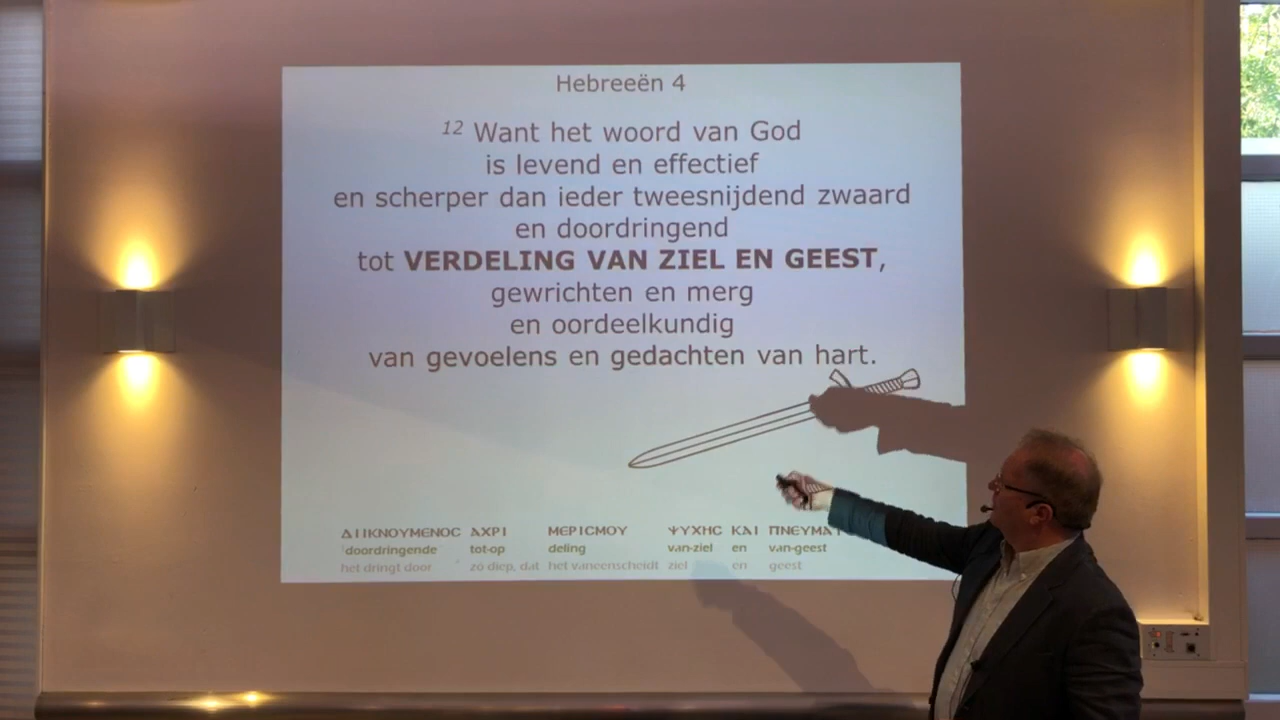 Hebreeën 4
12 Want het woord van God
is levend en effectief
en scherper dan ieder tweesnijdend zwaard
en doordringend
tot VERDELING VAN ZIEL EN GEEST,
gewrichten en merg
en oordeelkundig
van gevoelens en gedachten van hart.
ΔΙΙΚΝΟΥΜΕΝΟC ΑΧΡΙ ΜΕΡΙCΜΟΥ ΨΥΧΗC ΚΑΙ
doordringende tot-op deling van-ziel en van-geest
het dringt door zó diep, dat het vaneenscheidt ziel en geest